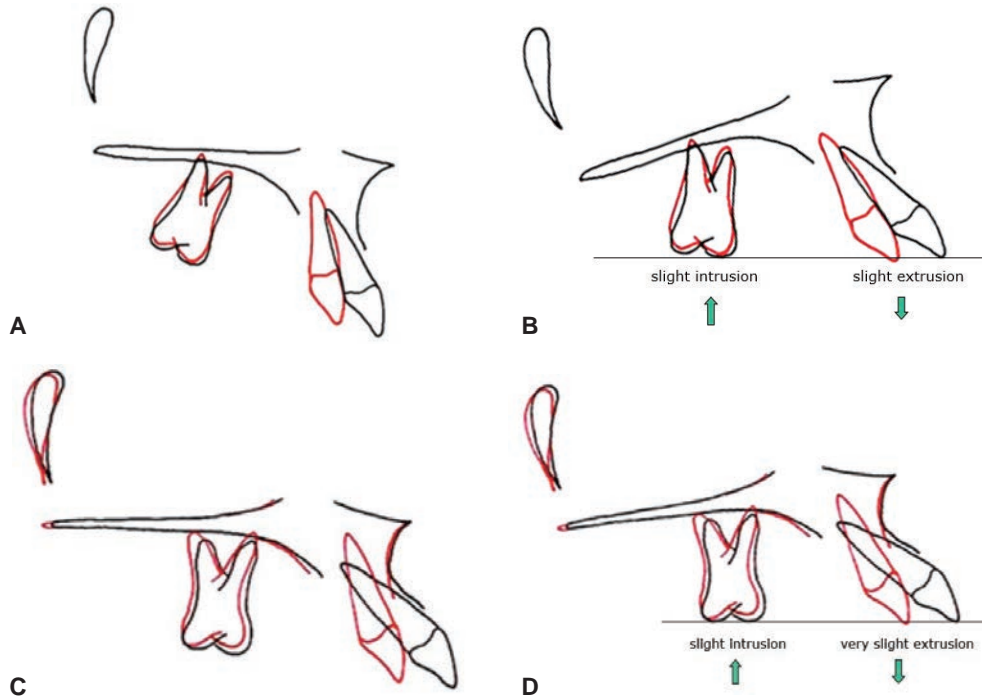 A
B
slight intrusion
slight extrusion
C
D
slight intrusion
very slight extrusion